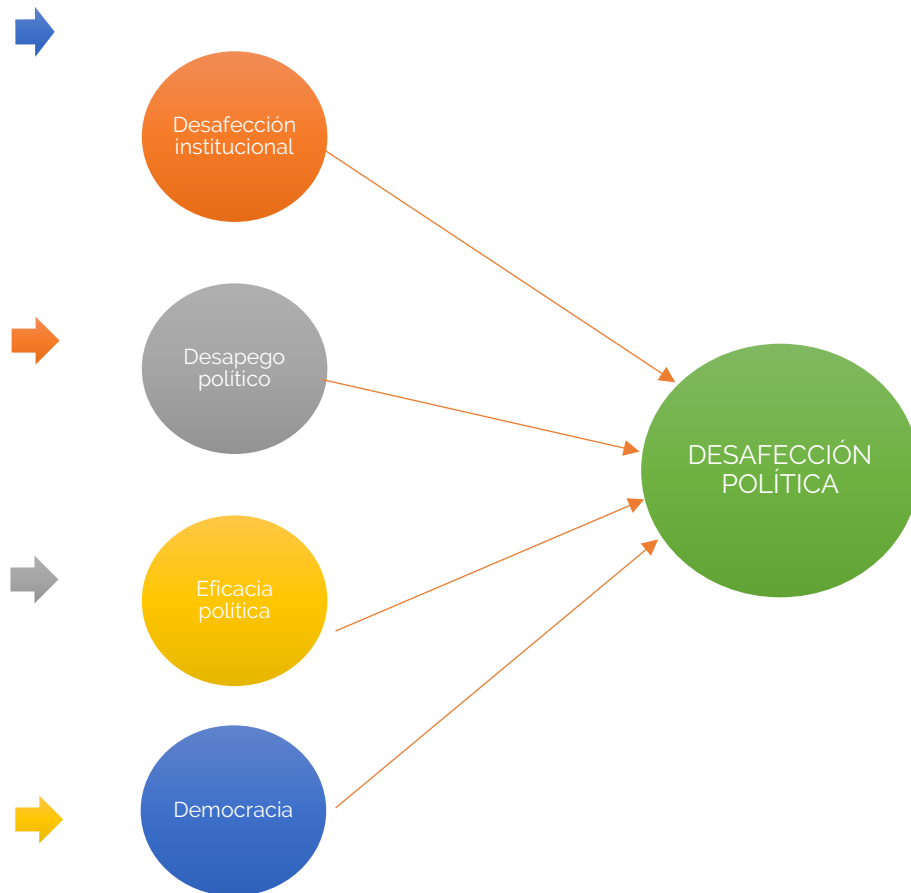 Desafección
institucional
Desapego
político
DESAFECCIÓN
POLÍTICA
Eficacia
política
Democracia